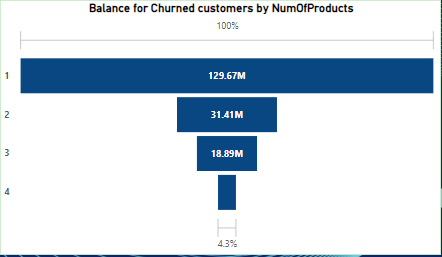 Balance for Churned customers by NumOfProducts
100%
1
129.67M
2
31.41M
3
18.89M
4
4.3%